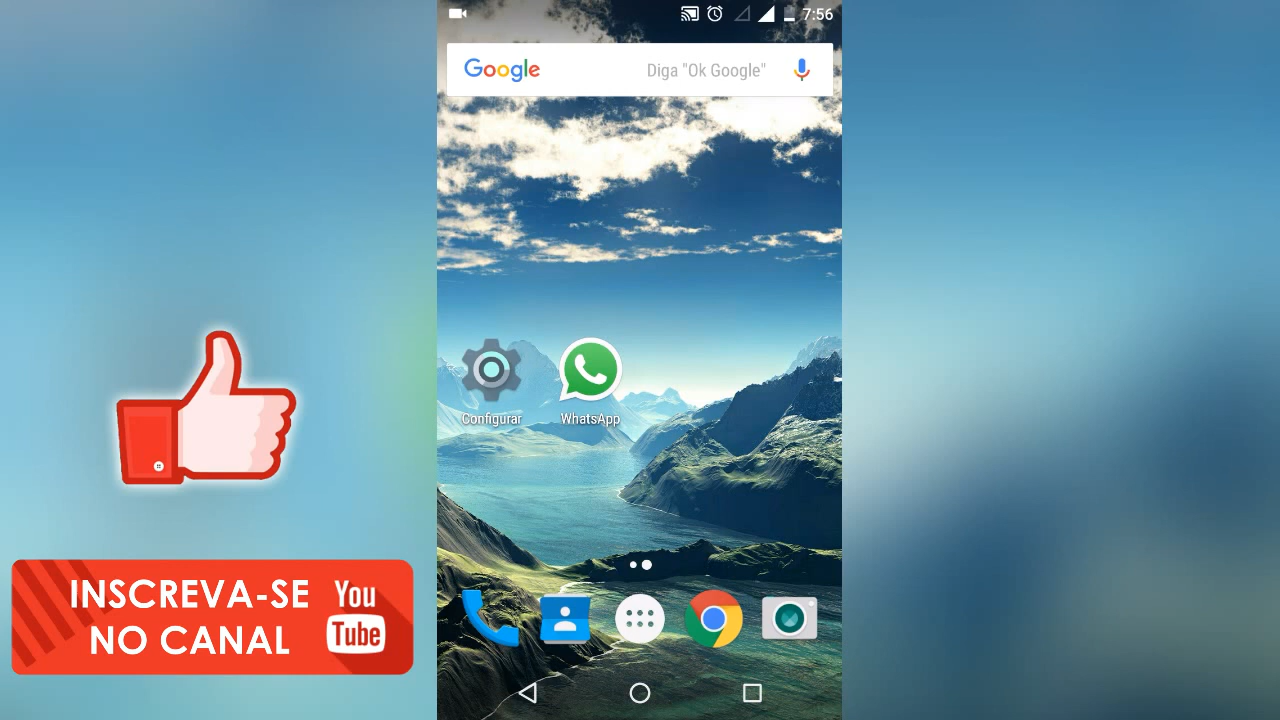 7:56
Google
Diga "Ok Google"
Configurar
WhatsApp
INSCREVA-SE
NO CANAL
You
Tube